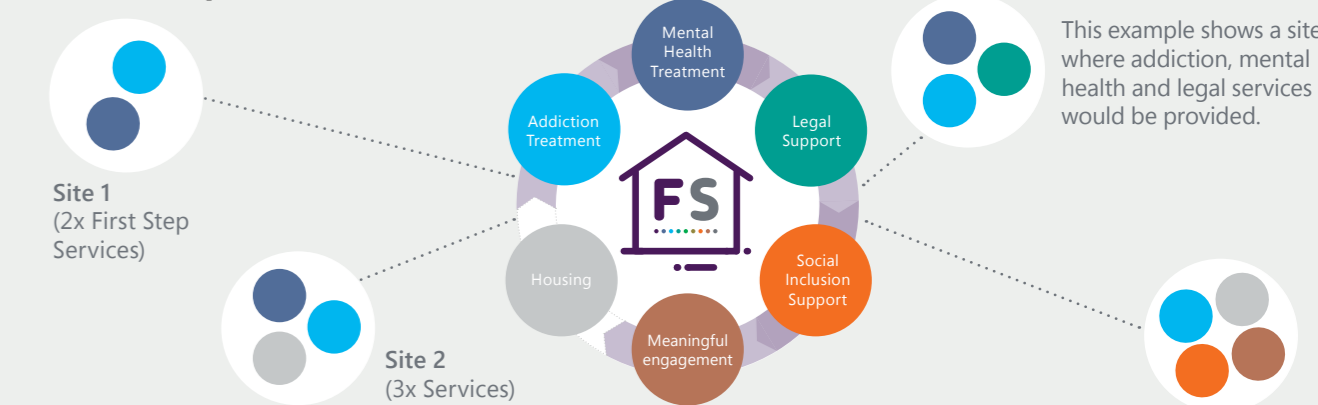 Mental
Health
Treatment
Addiction
Treatment
Legal
Support
This example shows a site
where addiction, mental
health and legal services
would be provided.
FS
Site 1
(2x First Step
Services)
Housing
Social
Inclusion
Support
Meaningful
engagement
Site 2
(3x Services)